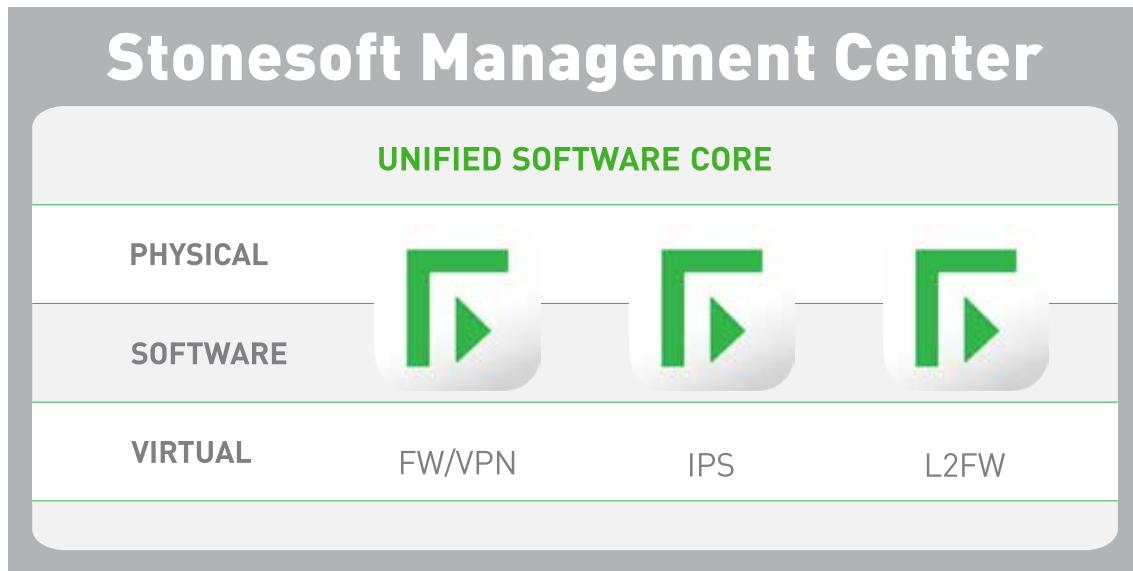 Stonesoft Management Center
UNIFIED SOFTWARE CORE
PHYSICAL
SOFTWARE
VIRTUAL
FW/VPN
IPS
L2FW